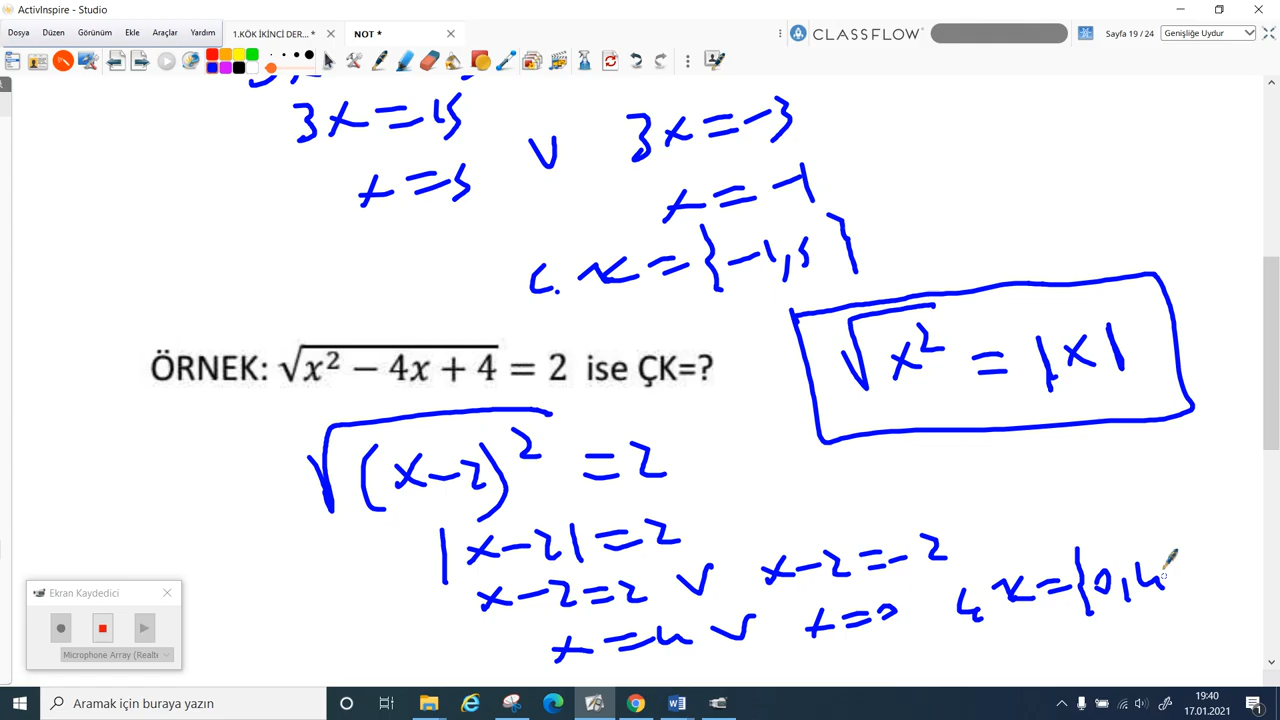 ActivInspire - Studio
Dosya Düzen Görünüm Ekle Araçlar Yardım
1.KÖK İKİNCİ DER...*
NOT *
CLASSFLOW
Sayfa 19 / 24
Genişliğe Uydur
3x=15 v 3x=-3
x=5
x=-1
Ç.K={-1,5}
√x² = |x|
ÖRNEK: √x² − 4x + 4 = 2 ise ÇK=?
√(x-2)² = 2
|x-2|=2
x-2=2 v x-2=-2
x=4 v x=0
Ç.K={0,4
Ekran Kaydedici
Microphone Array (Realte
Aramak için buraya yazın
19:40
17.01.2021
1